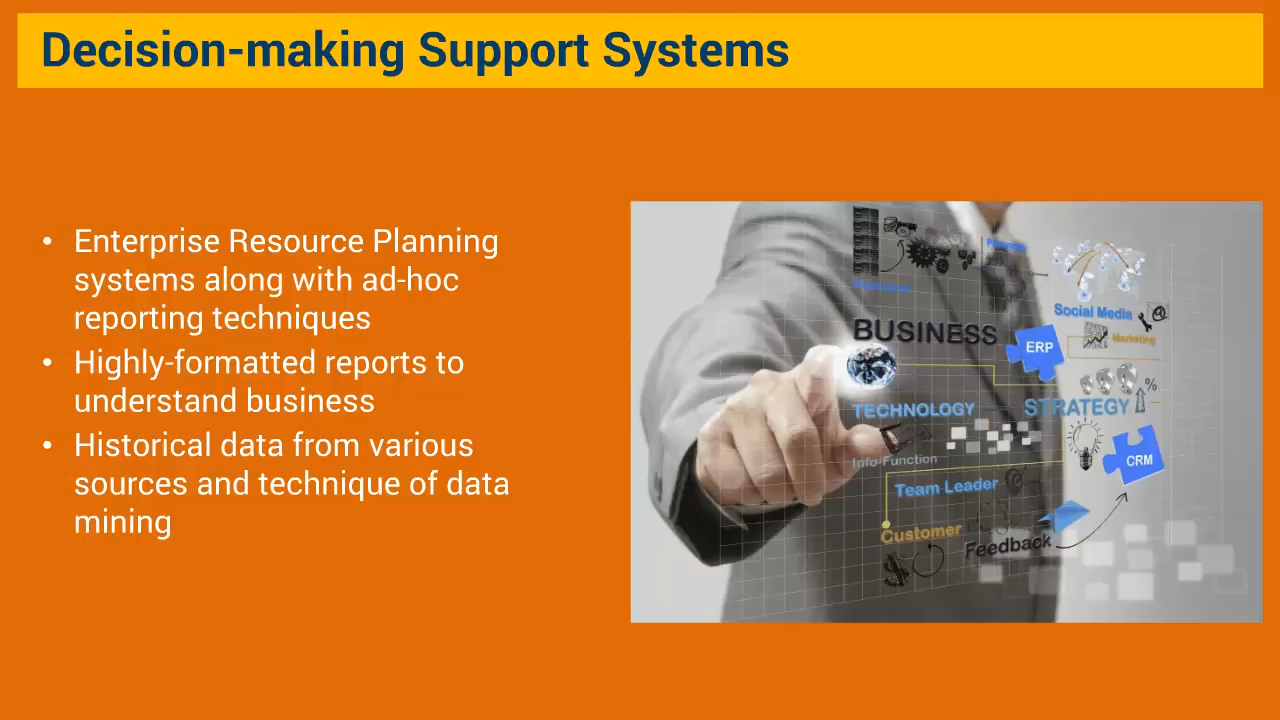 Decision-making Support Systems
• Enterprise Resource Planning
systems along with ad-hoc
reporting techniques
• Highly-formatted reports to
understand business
• Historical data from various
sources and technique of data
mining
BUSINESS
ERP
Social Media
@
Marketing
%
TECHNOLOGY
STRATEGY
Info-Function
CRM
Team Leader
Customer
Feedback
$